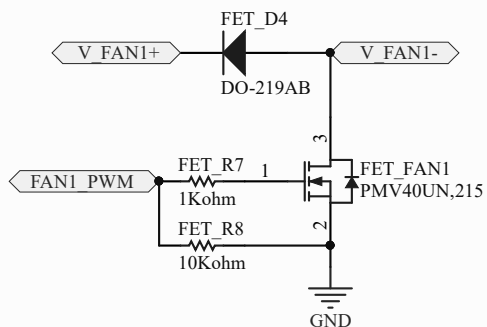 FET_D4
V_FAN1+
V_FAN1-
DO-219AB
3
FET_R7
1
FET_FAN1
FAN1_PWM
PMV40UN,215
1Kohm
2
FET_R8
10Kohm
GND